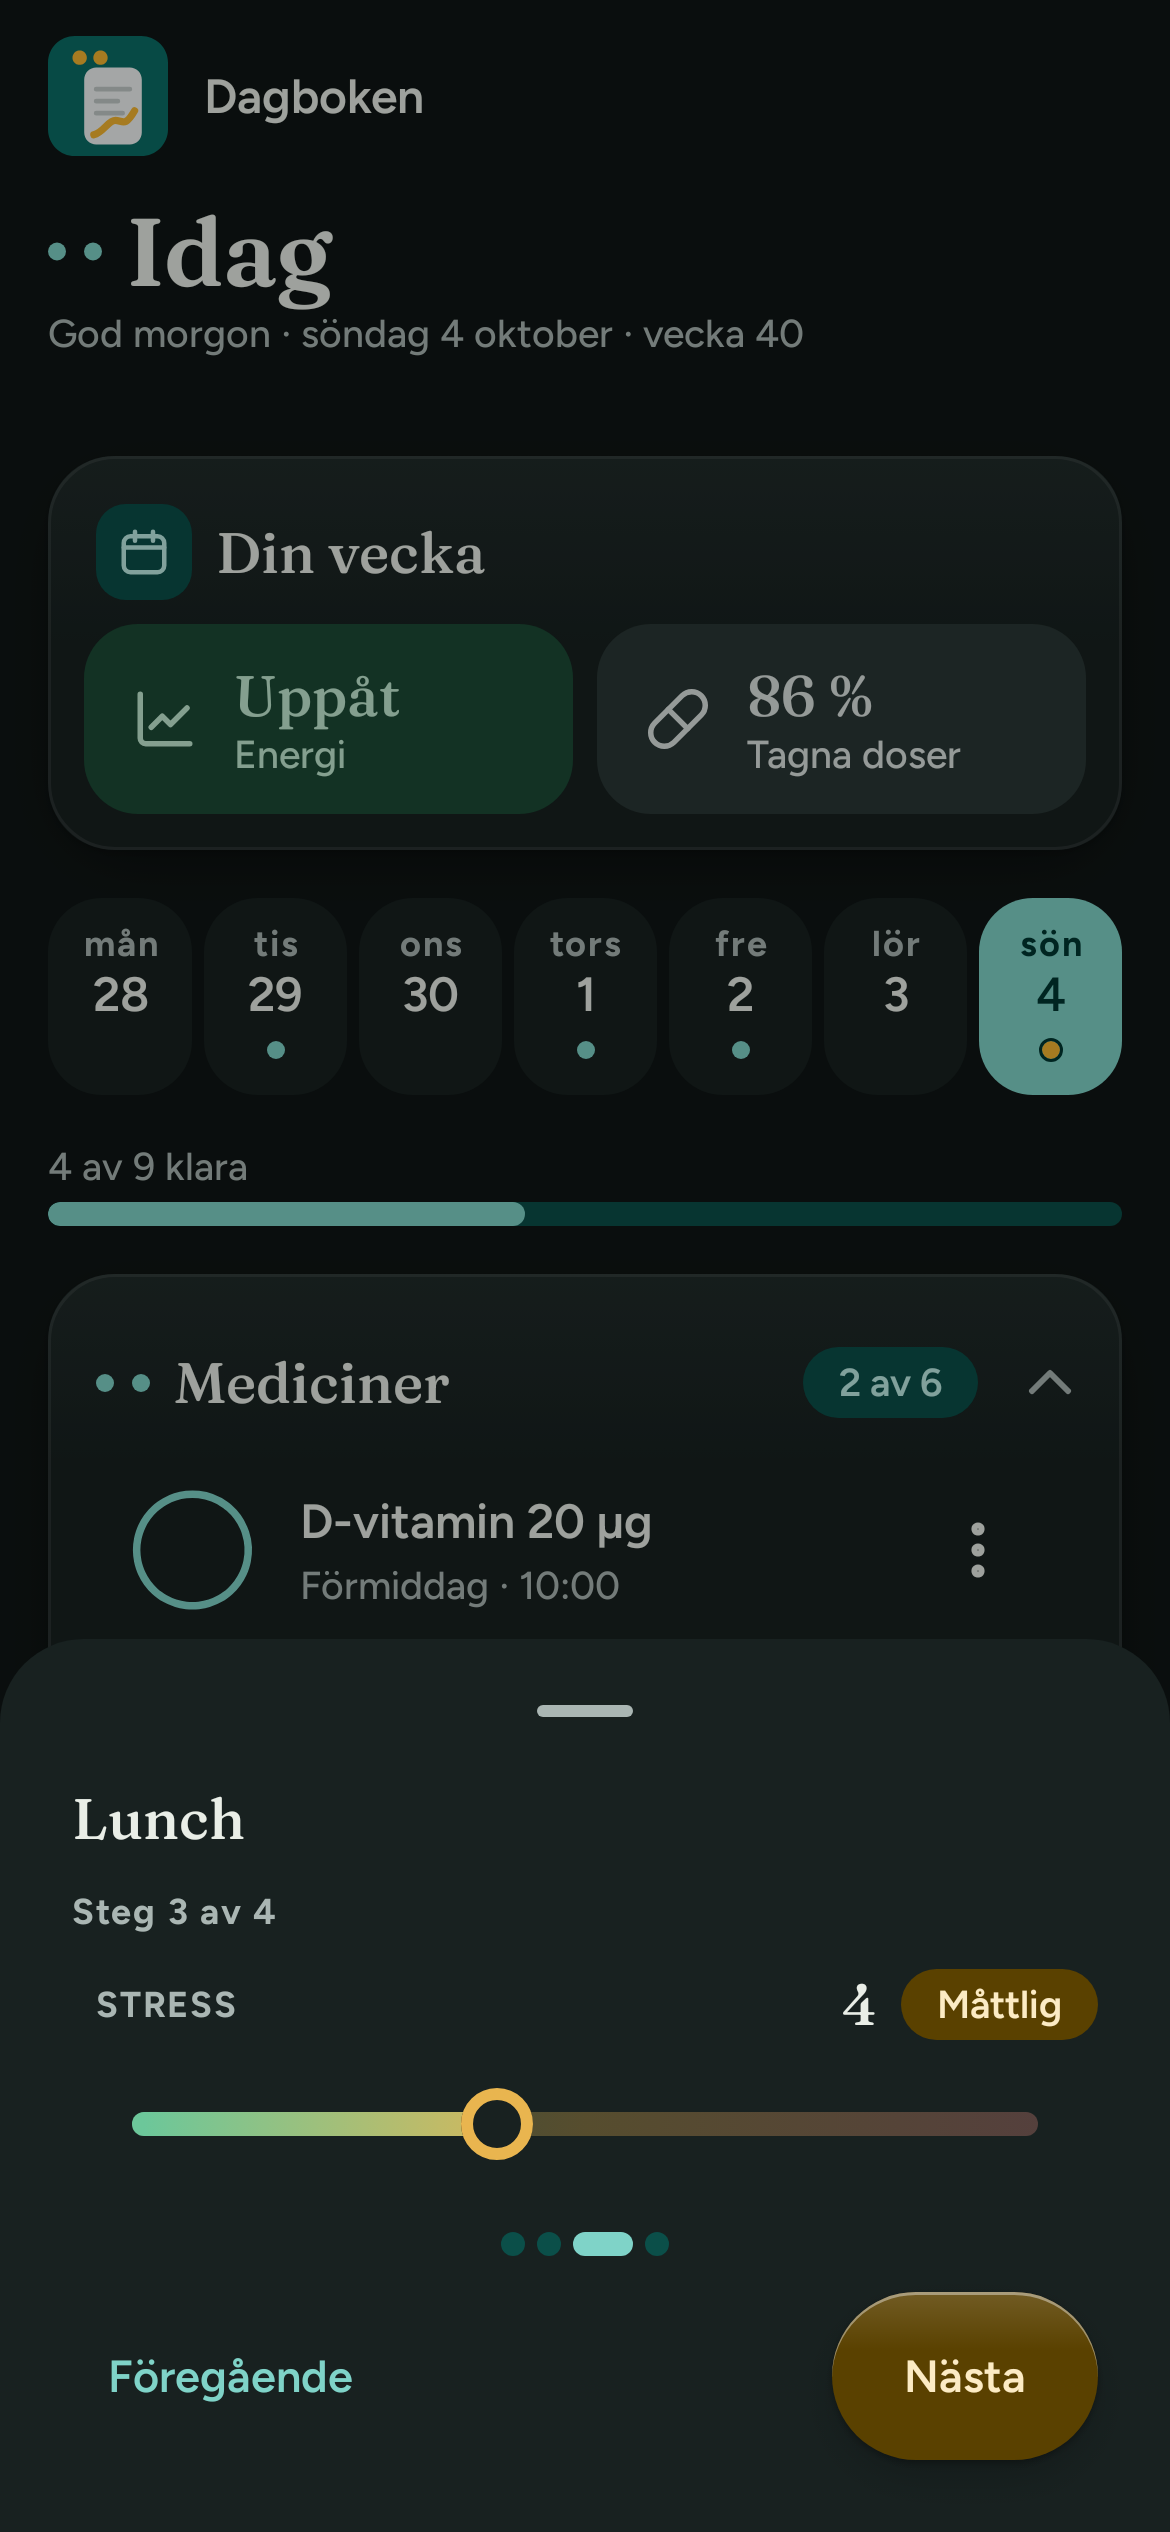 Dagboken
Idag
God morgon · söndag 4 oktober · vecka 40
Din vecka
Uppåt
Energi
86 %
Tagna doser
mån
28
tis
29
ons
30
tors
1
fre
2
lör
3
sön
4
4 av 9 klara
Mediciner
2 av 6
D-vitamin 20 µg
Förmiddag · 10:00
Lunch
Steg 3 av 4
STRESS
4
Måttlig
Föregående
Nästa